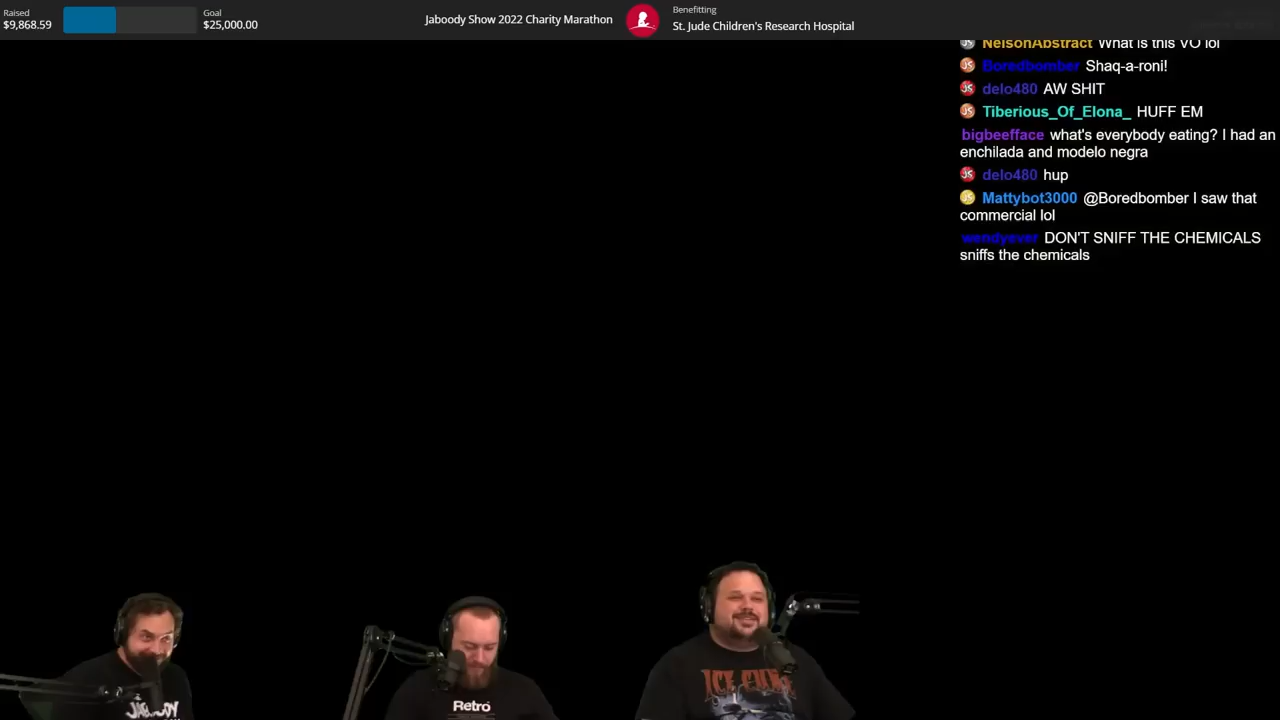 Raised
$9,868.59
Goal
$25,000.00
Jaboody Show 2022 Charity Marathon
Benefitting
St. Jude Children's Research Hospital
NelsonAbstract What is this VO lol
Boredbomber Shaq-a-roni!
delo480 AW SHIT
Tiberious_Of_Elona_ HUFF EM
bigbeefface what's everybody eating? I had an
enchilada and modelo negra
delo480 hup
Mattybot3000 @Boredbomber I saw that
commercial lol
wendyever DON'T SNIFF THE CHEMICALS
sniffs the chemicals
Retro
ICE